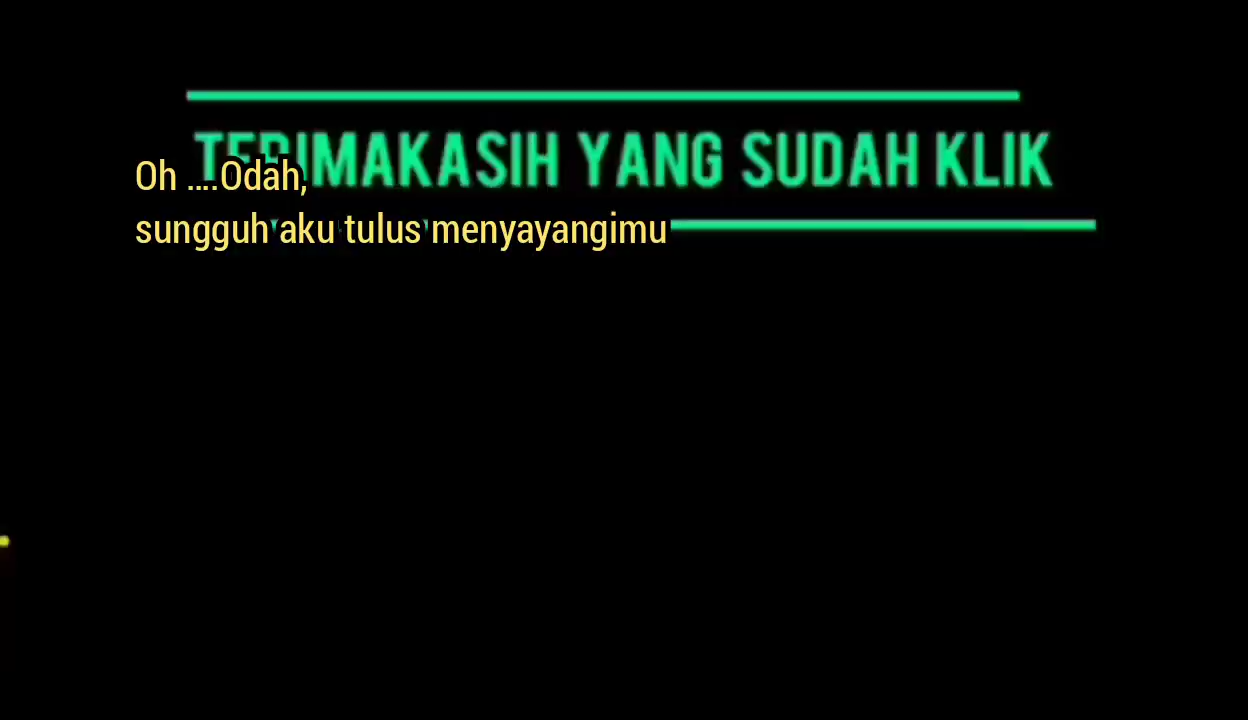 TERIMAKASIH YANG SUDAH KLIK
Oh ....Odah,
sungguh aku tulus menyayangimu